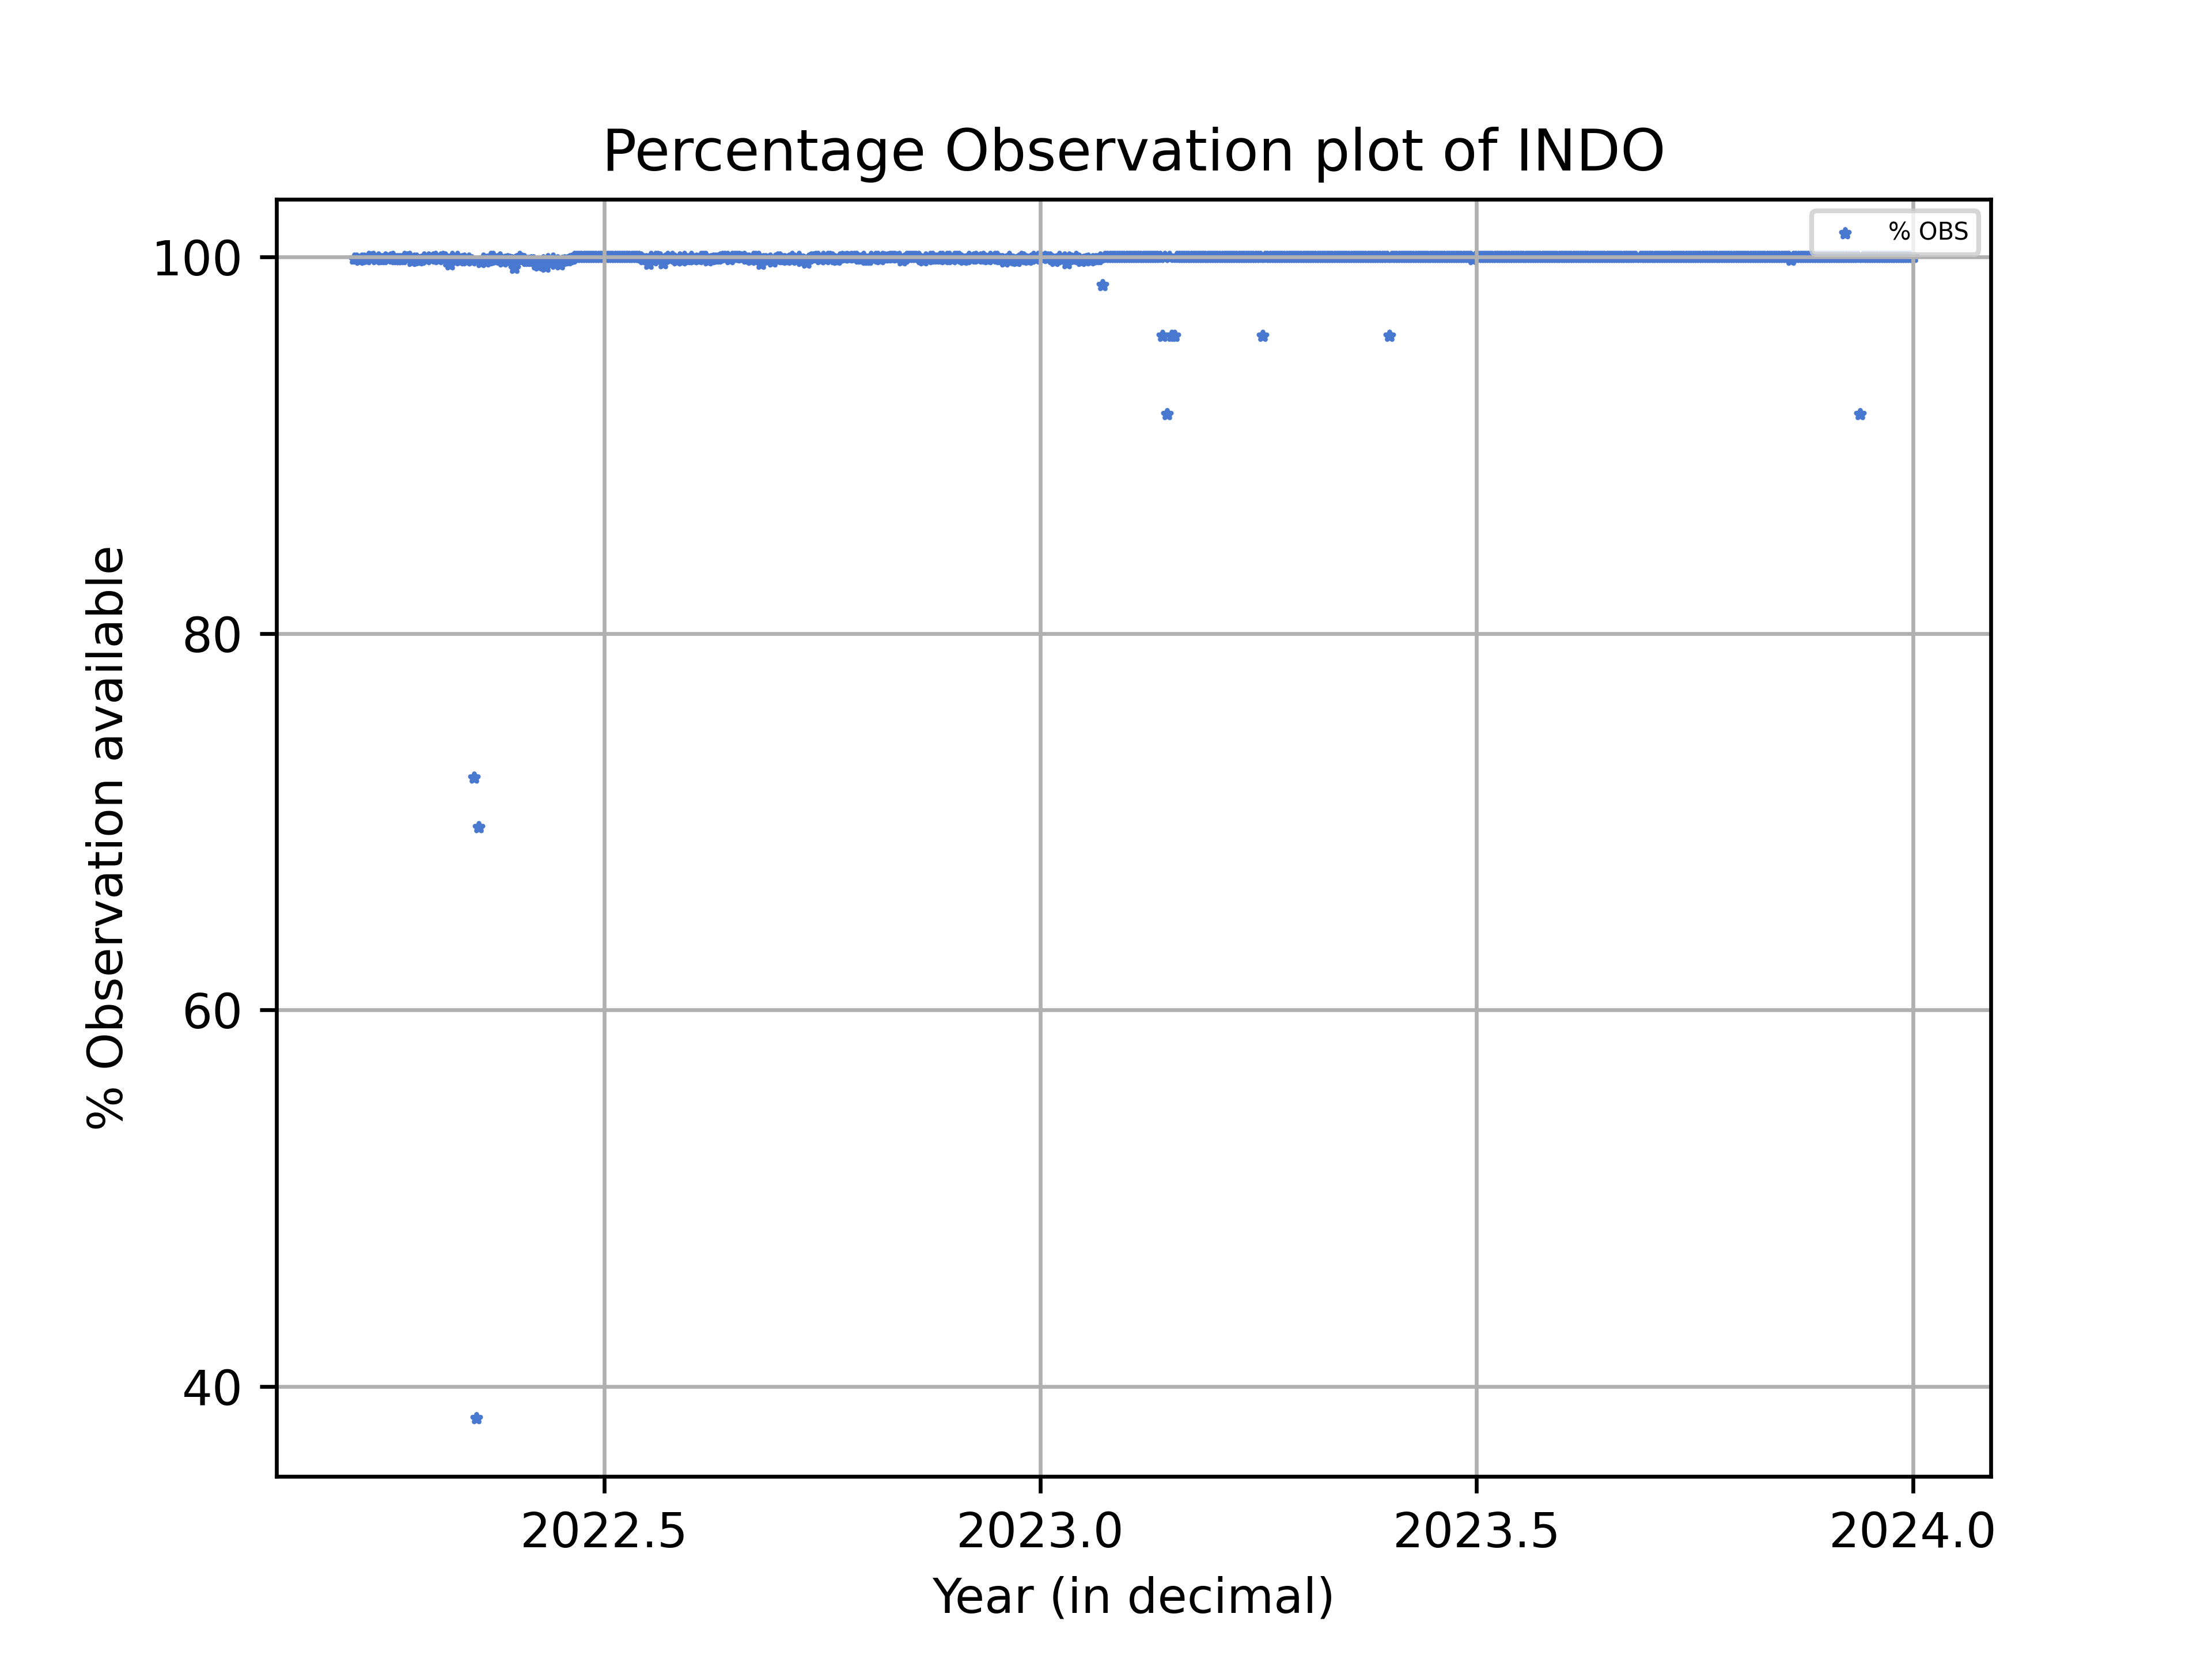 Percentage Observation plot of INDO
% OBS
100
80
60
40
% Observation available
2022.5 2023.0 2023.5 2024.0
Year (in decimal)